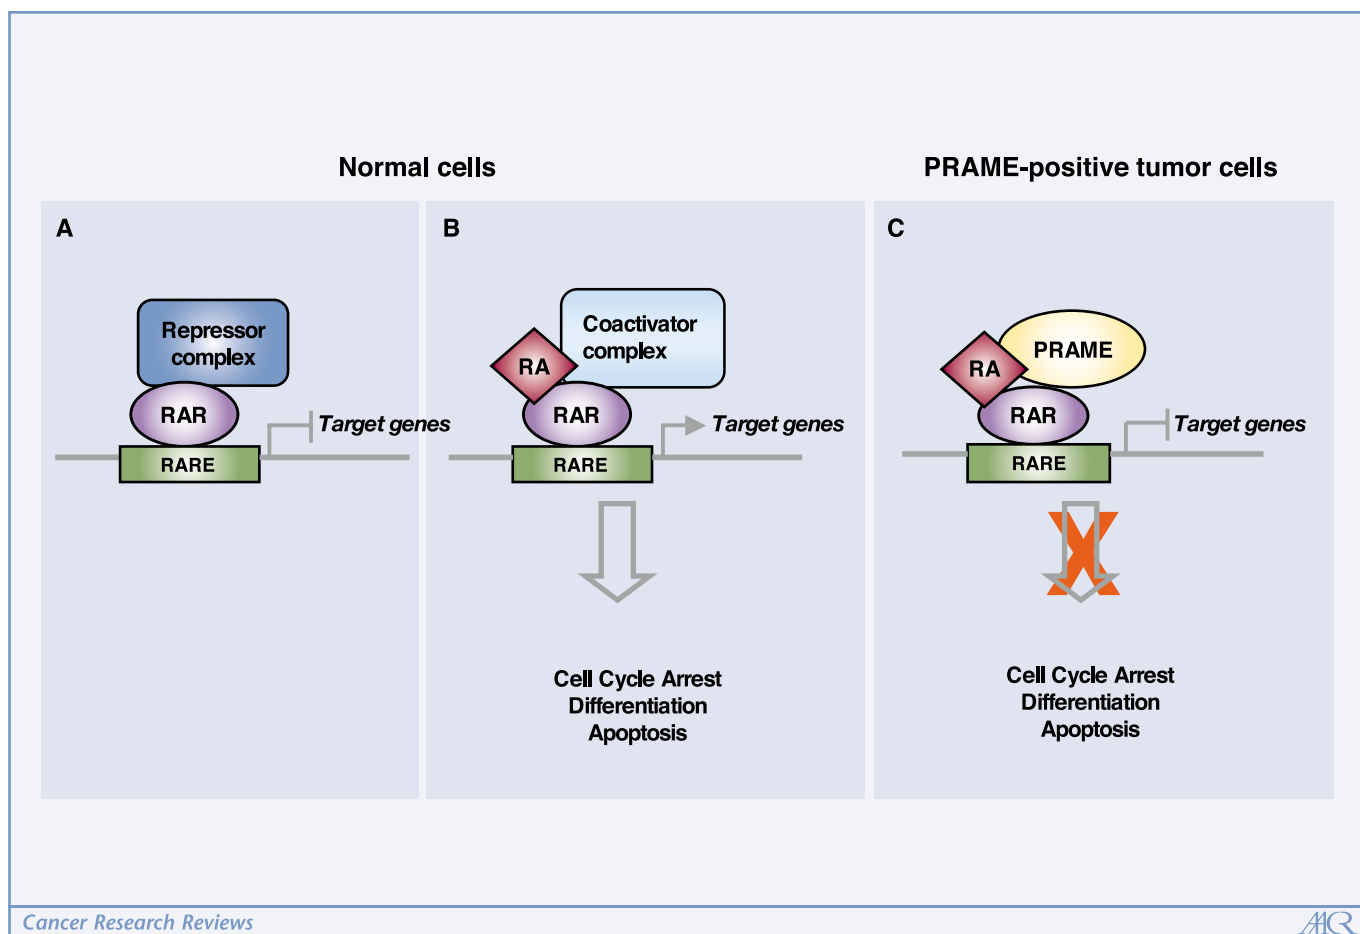 Normal cells
PRAME-positive tumor cells
A
Repressor
complex
RAR
Target genes
RARE
B
Coactivator
complex
RA
RAR
Target genes
RARE
Cell Cycle Arrest
Differentiation
Apoptosis
C
PRAME
RA
RAR
Target genes
RARE
Cell Cycle Arrest
Differentiation
Apoptosis
Cancer Research Reviews
AACR